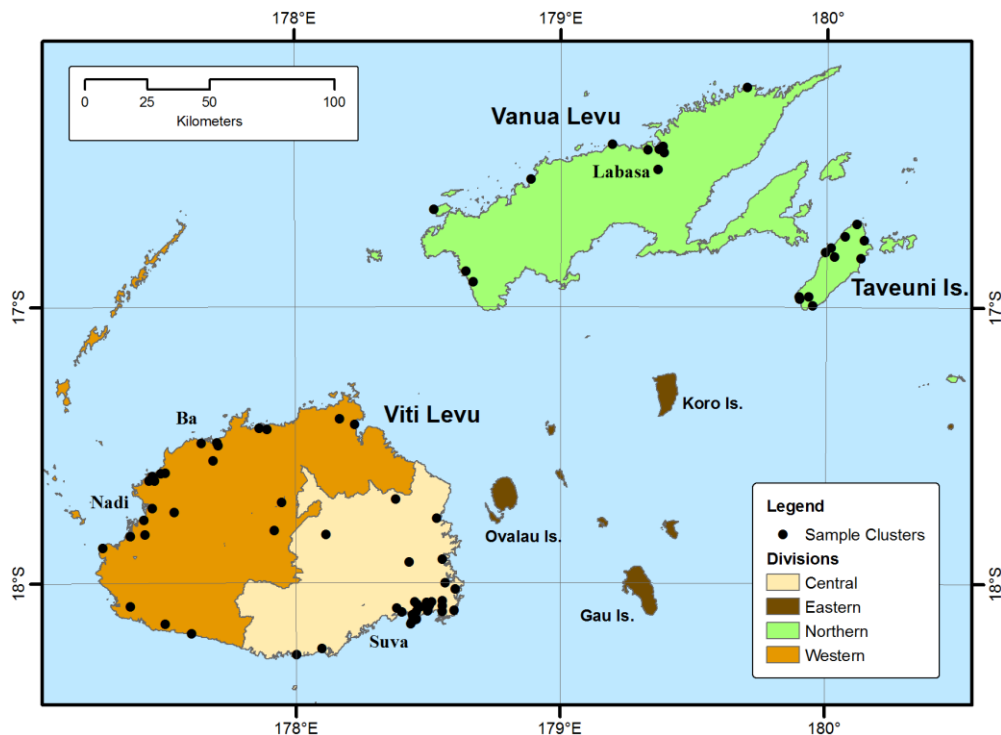 178°E 179°E 180°
0 25 50 100
Kilometers
Vanua Levu
Labasa
Taveuni Is.
17°S 17°S
Koro Is.
Viti Levu
Ba
Nadi
Ovalau Is.
18°S 18°S
Gau Is.
Suva
Legend
Sample Clusters
Divisions
Central
Eastern
Northern
Western
178°E 179°E 180°